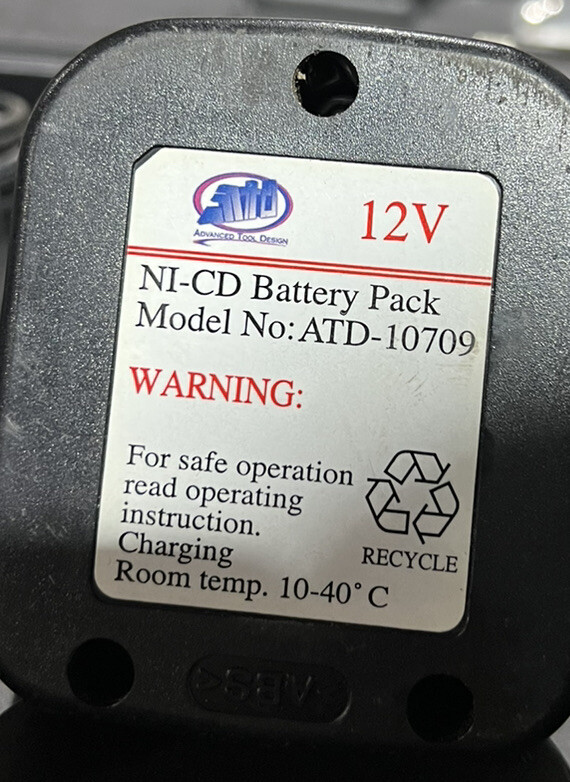 ATD
ADVANCED TOOL DESIGN
12V
NI-CD Battery Pack
Model No:ATD-10709
WARNING:
For safe operation
read operating
instruction.
Charging
Room temp. 10-40°C
RECYCLE
>ABS<